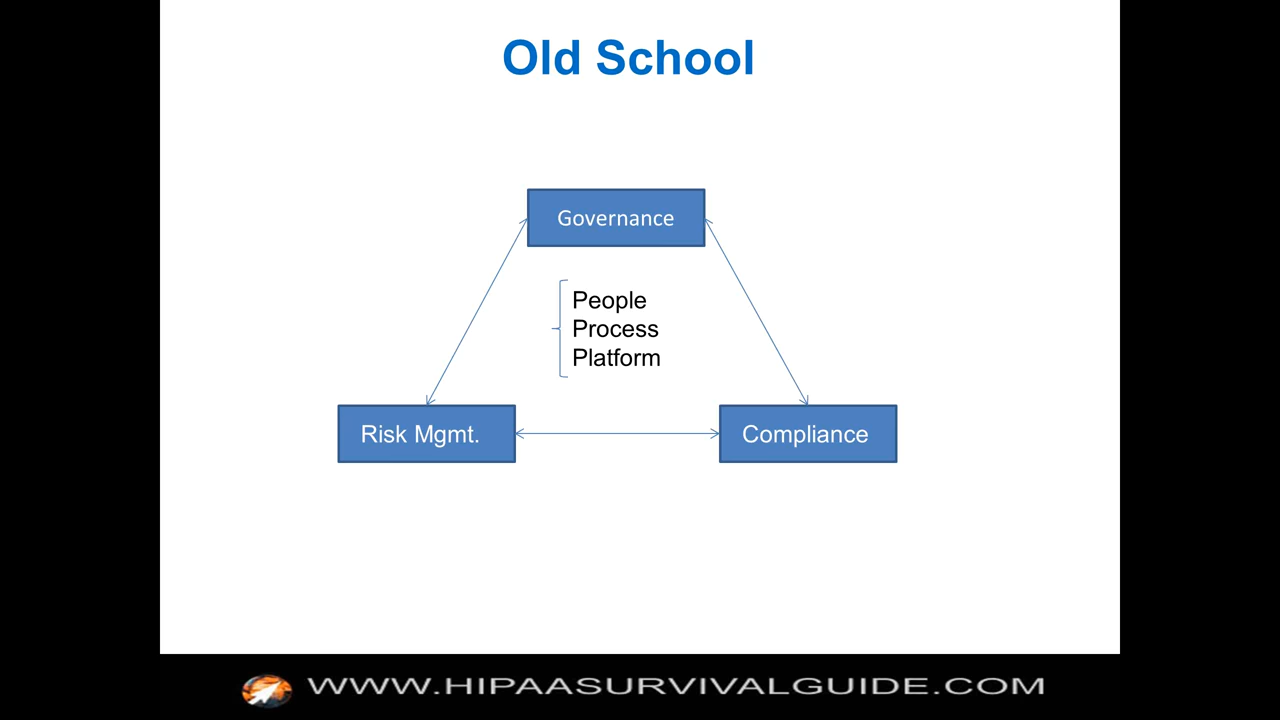 Old School
Governance
People
Process
Platform
Risk Mgmt.
Compliance
WWW.HIPAASURVIVALGUIDE.COM